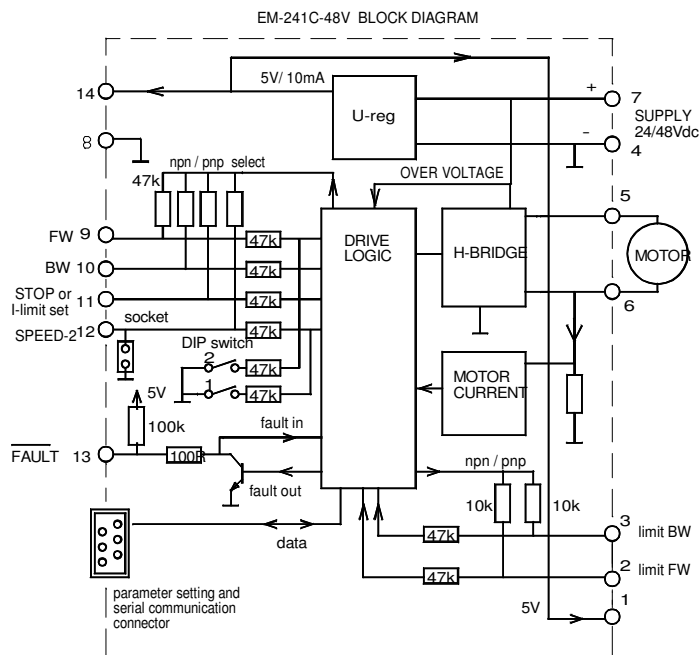 EM-241C-48V BLOCK DIAGRAM
14
5V/ 10mA
U-reg
+
7
SUPPLY
24/48Vdc
-
4
8
npn / pnp select
47k
OVER VOLTAGE
5
FW 9
47k
DRIVE
LOGIC
H-BRIDGE
MOTOR
BW 10
47k
STOP or
I-limit set
11
47k
6
SPEED-2 12
47k
socket
DIP switch
2
47k
1
47k
MOTOR
CURRENT
5V
100k
fault in
FAULT 13
100R
npn / pnp
fault out
10k
10k
3
limit BW
47k
data
2
limit FW
47k
parameter setting and
serial communication
connector
5V
1